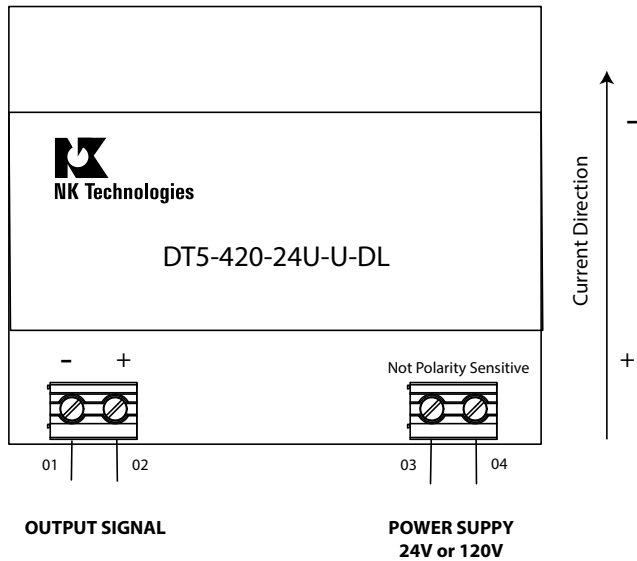 NK
NK Technologies
DT5-420-24U-U-DL
Current Direction
-
+
- +
Not Polarity Sensitive
01 02
03 04
OUTPUT SIGNAL
POWER SUPPY
24V or 120V